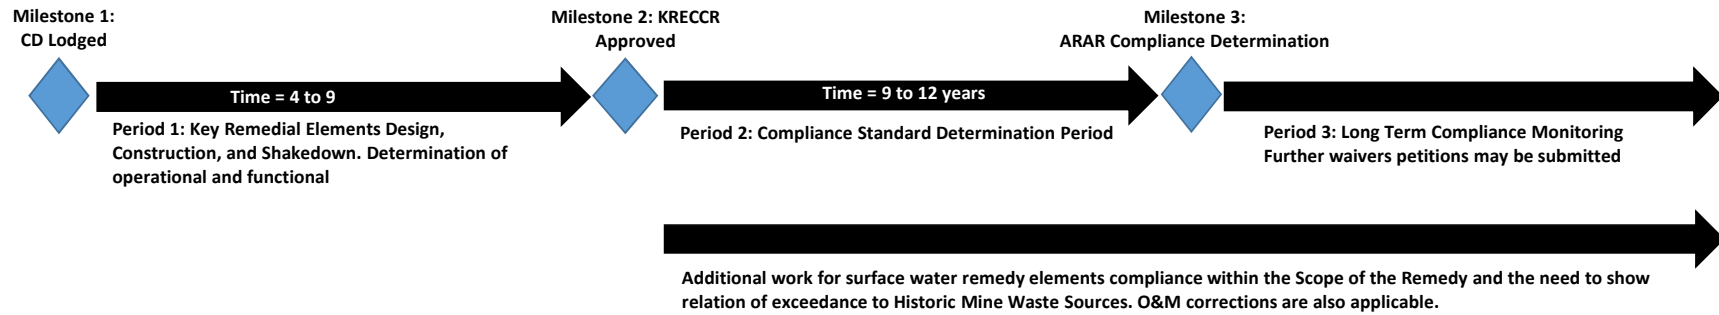 Milestone 1:
CD Lodged
Milestone 2: KRECCR
Approved
Milestone 3:
ARAR Compliance Determination
Time = 4 to 9
Time = 9 to 12 years
Period 1: Key Remedial Elements Design,
Construction, and Shakedown. Determination of
operational and functional
Period 2: Compliance Standard Determination Period
Period 3: Long Term Compliance Monitoring
Further waivers petitions may be submitted
Additional work for surface water remedy elements compliance within the Scope of the Remedy and the need to show
relation of exceedance to Historic Mine Waste Sources. O&M corrections are also applicable.